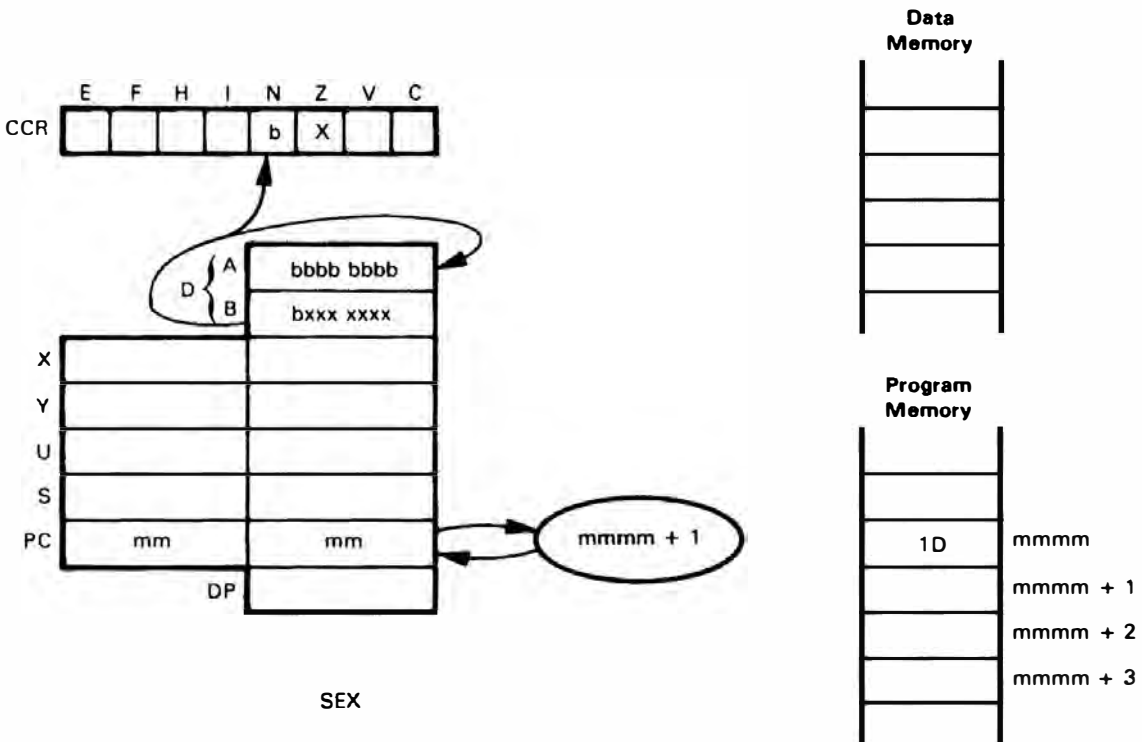 Data
Memory
E F H I N Z V C
CCR b X
D { A bbbb bbbb
B bxxx xxxx
X
Y
U
S
PC mm mm mmmm + 1
DP
SEX
Program
Memory
1D mmmm
mmmm + 1
mmmm + 2
mmmm + 3